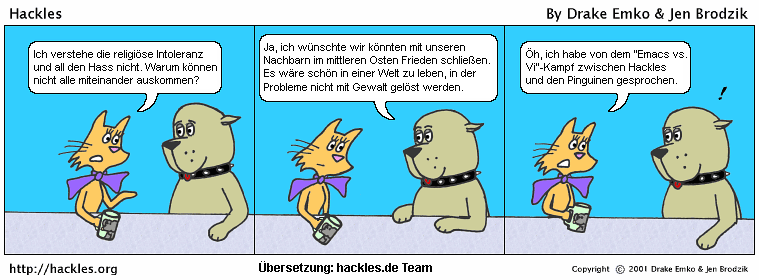 Hackles
By Drake Emko & Jen Brodzik
Ich verstehe die religiöse Intoleranz
und all den Hass nicht. Warum können
nicht alle miteinander auskommen?
Ja, ich wünschte wir könnten mit unseren
Nachbarn im mittleren Osten Frieden schließen.
Es wäre schön in einer Welt zu leben, in der
Probleme nicht mit Gewalt gelöst werden.
Öh, ich habe von dem "Emacs vs.
Vi"-Kampf zwischen Hackles
und den Pinguinen gesprochen.
!
http://hackles.org
Übersetzung: hackles.de Team
Copyright © 2001 Drake Emko & Jen Brodzik